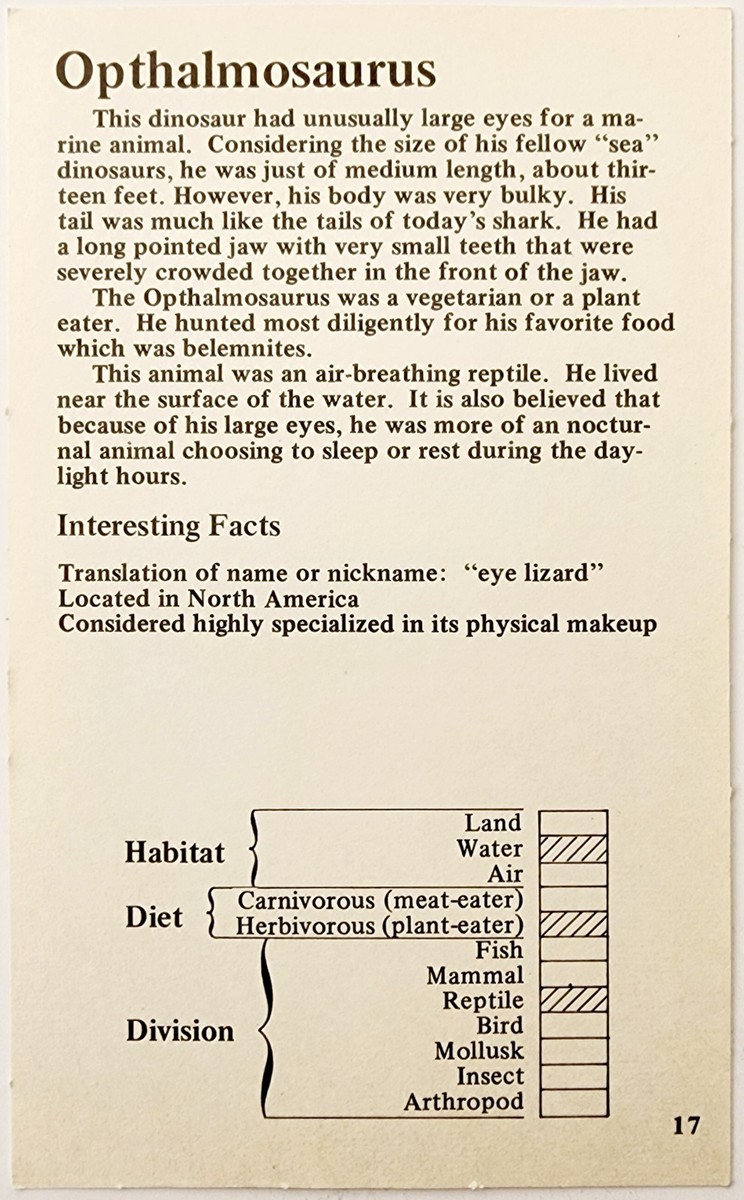 Opthalmosaurus
This dinosaur had unusually large eyes for a ma-
rine animal. Considering the size of his fellow “sea”
dinosaurs, he was just of medium length, about thir-
teen feet. However, his body was very bulky. His
tail was much like the tails of today’s shark. He had
a long pointed jaw with very small teeth that were
severely crowded together in the front of the jaw.
The Opthalmosaurus was a vegetarian or a plant
eater. He hunted most diligently for his favorite food
which was belemnites.
This animal was an air-breathing reptile. He lived
near the surface of the water. It is also believed that
because of his large eyes, he was more of an noctur-
nal animal choosing to sleep or rest during the day-
light hours.
Interesting Facts
Translation of name or nickname: “eye lizard”
Located in North America
Considered highly specialized in its physical makeup
Habitat
Land
Water
Air
Diet
Carnivorous (meat-eater)
Herbivorous (plant-eater)
Division
Fish
Mammal
Reptile
Bird
Mollusk
Insect
Arthropod
17